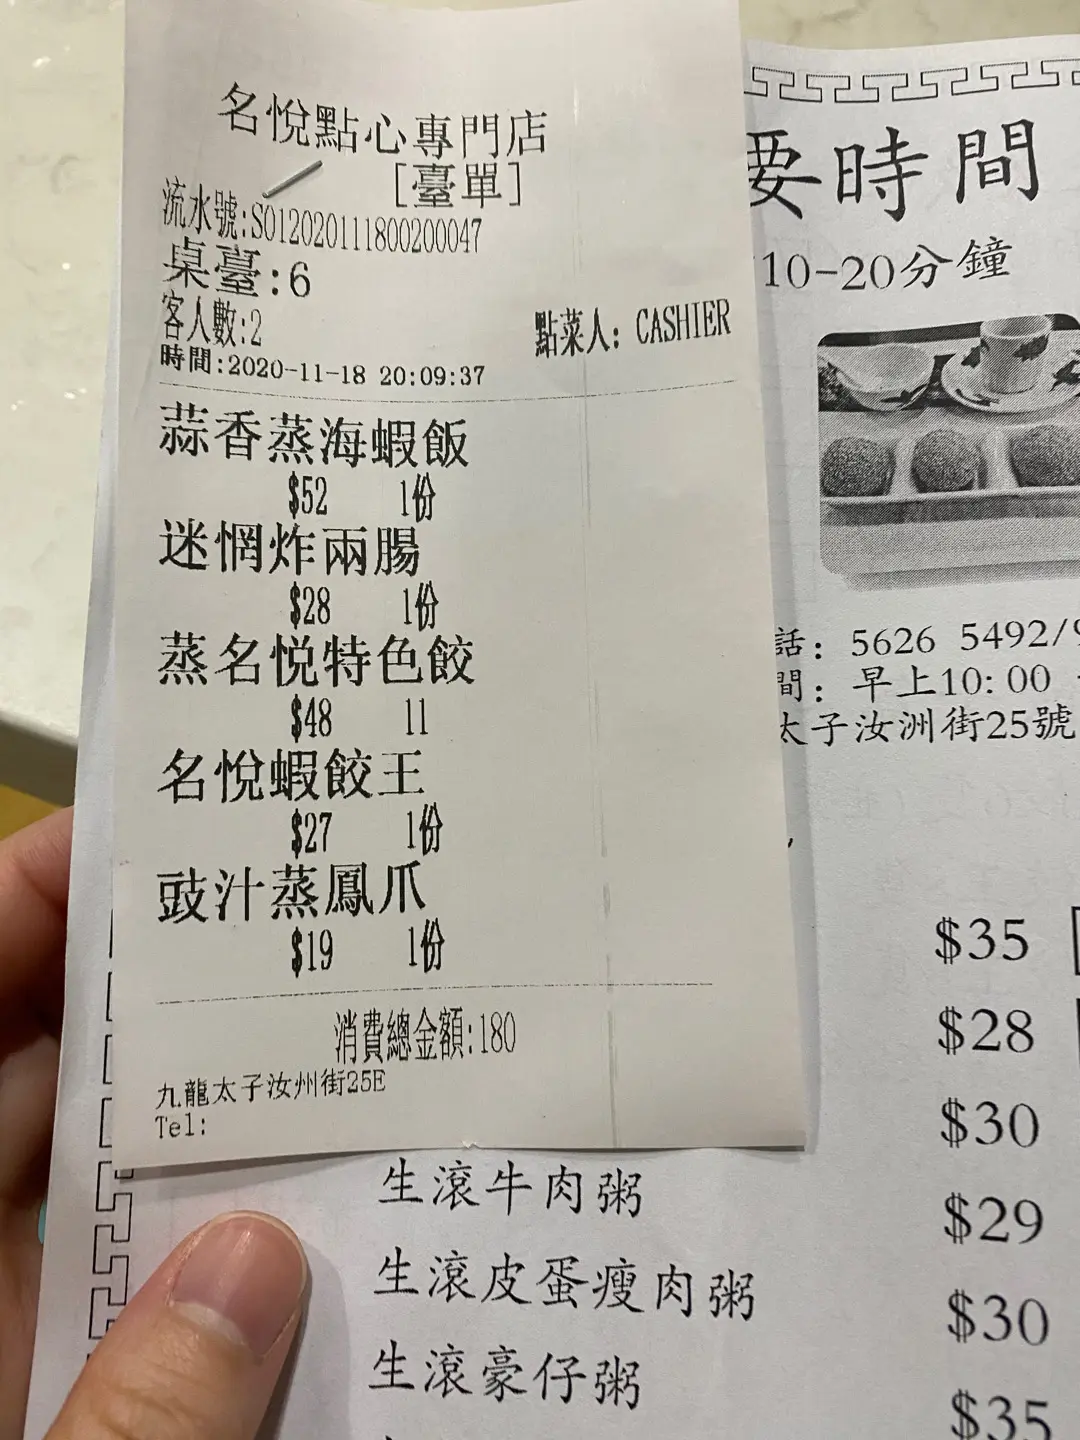 名悅點心專門店
[臺單]
流水號:S012020111800200047
桌臺:6
客人數:2
點菜人: CASHIER
時間:2020-11-18 20:09:37
蒜香蒸海蝦飯
$52 1份
迷惘炸兩腸
$28 1份
蒸名悦特色餃
$48 11
名悅蝦餃王
$27 1份
豉汁蒸鳳爪
$19 1份
消費總金額:180
九龍太子汝州街25E
Tel:
要時間
10-20分鐘
話: 5626 5492/
間: 早上10:00
太子汝洲街25號
$35
$28
$30
生滾牛肉粥 $29
生滾皮蛋瘦肉粥 $30
生滾豪仔粥 $35